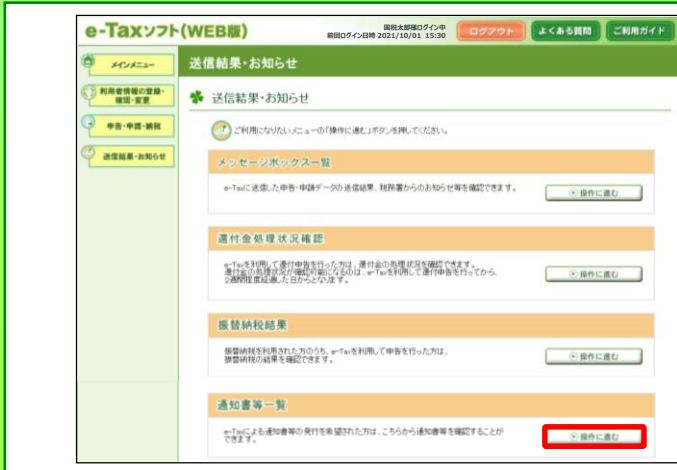 e-Taxソフト(WEB版)
国税太郎様ログイン中
前回ログイン日時 2021/10/01 15:30
ログアウト
よくある質問
ご利用ガイド
メインメニュー
利用者情報の登録・
確認・変更
申告・申請・納税
送信結果・お知らせ
送信結果・お知らせ
送信結果・お知らせ
ご利用になりたいメニューの「操作に進む」ボタンを押してください。
メッセージボックス一覧
e-Taxに送信した申告・申請データの送信結果、税務署からのお知らせ等を確認できます。
操作に進む
還付金処理状況確認
e-Taxを利用して還付申告を行った方は、還付金の処理状況を確認できます。
還付金の処理状況が確認可能になるのは、e-Taxを利用して還付申告を行ってから、
2週間程度経過した日からとなります。
操作に進む
振替納税結果
振替納税を利用された方のうち、e-Taxを利用して申告を行った方は、
振替納税の結果を確認できます。
操作に進む
通知書等一覧
e-Taxによる通知書等の発行を希望された方は、こちらから通知書等を確認することが
できます。
操作に進む